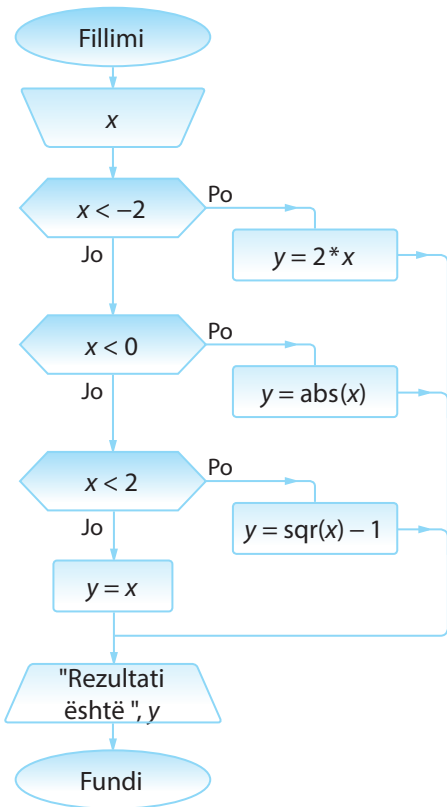 Fillimi
x
x < −2
Po
Jo
y = 2*x
x < 0
Po
Jo
y = abs(x)
x < 2
Po
Jo
y = sqr(x) − 1
y = x
"Rezultati
është ", y
Fundi